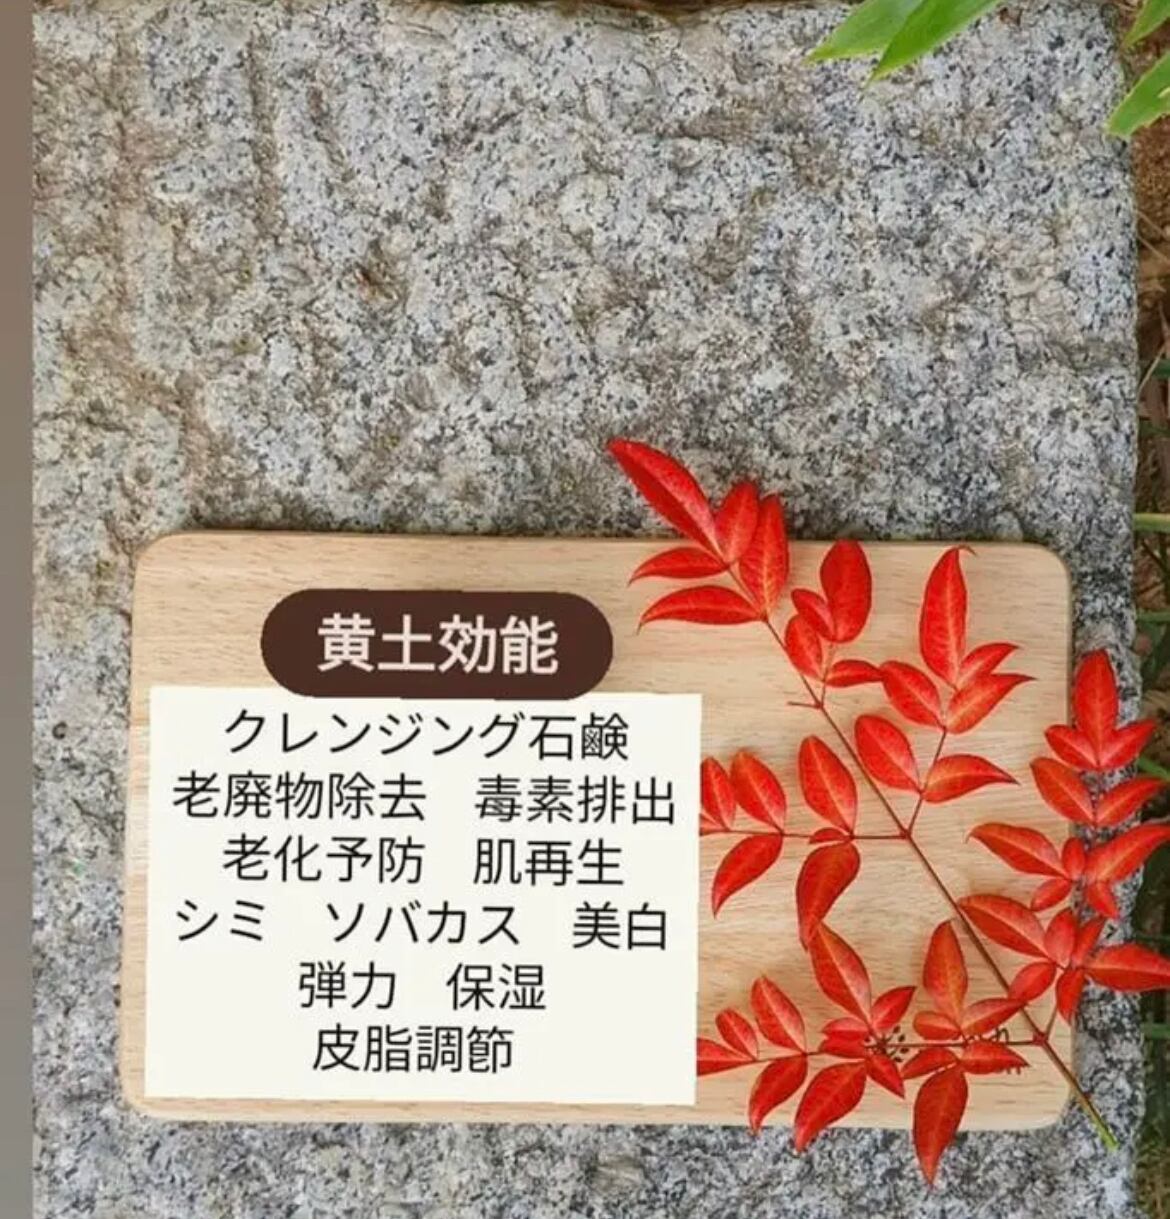 黄土効能
クレンジング石鹸
老廃物除去　毒素排出
老化予防　肌再生
シミ　ソバカス　美白
弾力　保湿
皮脂調節